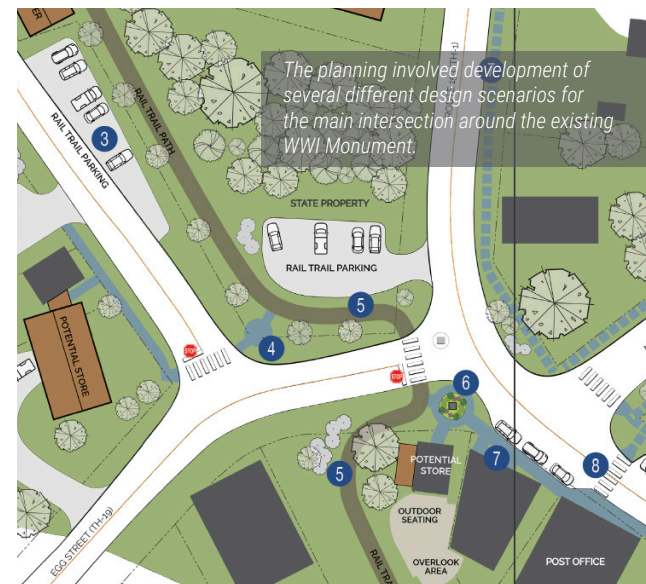 The planning involved development of
several different design scenarios for
the main intersection around the existing
WWI Monument.
3
RAIL TRAIL PARKING
RAIL TRAIL PATH
STATE PROPERTY
RAIL TRAIL PARKING
5
4
STOP
POTENTIAL STORE
STOP
6
7
8
5
POTENTIAL
STORE
OUTDOOR
SEATING
OVERLOOK
AREA
POST OFFICE
EGG STREET (TH-19)